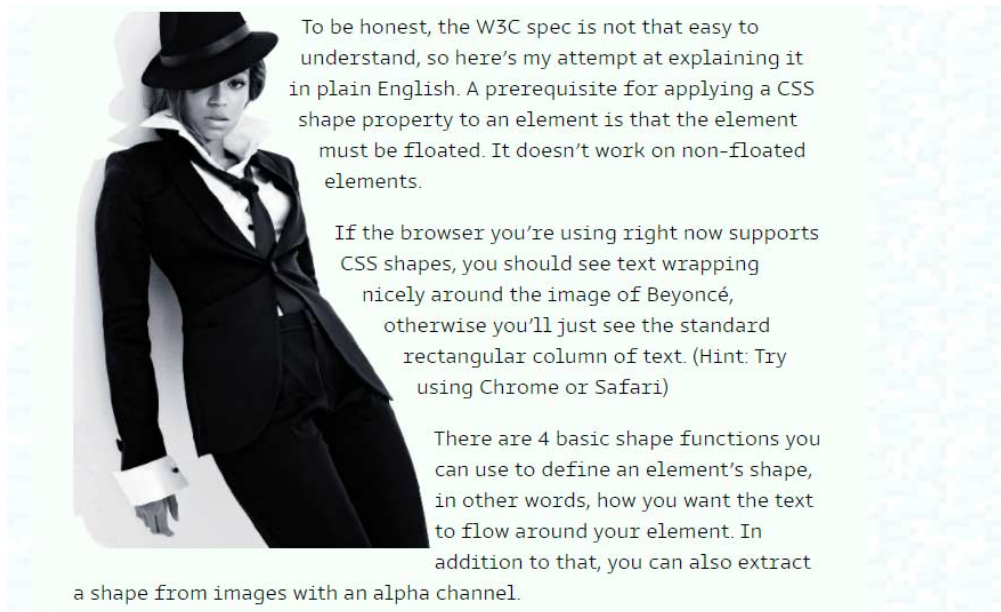 To be honest, the W3C spec is not that easy to
understand, so here’s my attempt at explaining it
in plain English. A prerequisite for applying a CSS
shape property to an element is that the element
must be floated. It doesn’t work on non-floated
elements.
If the browser you’re using right now supports
CSS shapes, you should see text wrapping
nicely around the image of Beyoncé,
otherwise you’ll just see the standard
rectangular column of text. (Hint: Try
using Chrome or Safari)
There are 4 basic shape functions you
can use to define an element’s shape,
in other words, how you want the text
to flow around your element. In
addition to that, you can also extract
a shape from images with an alpha channel.